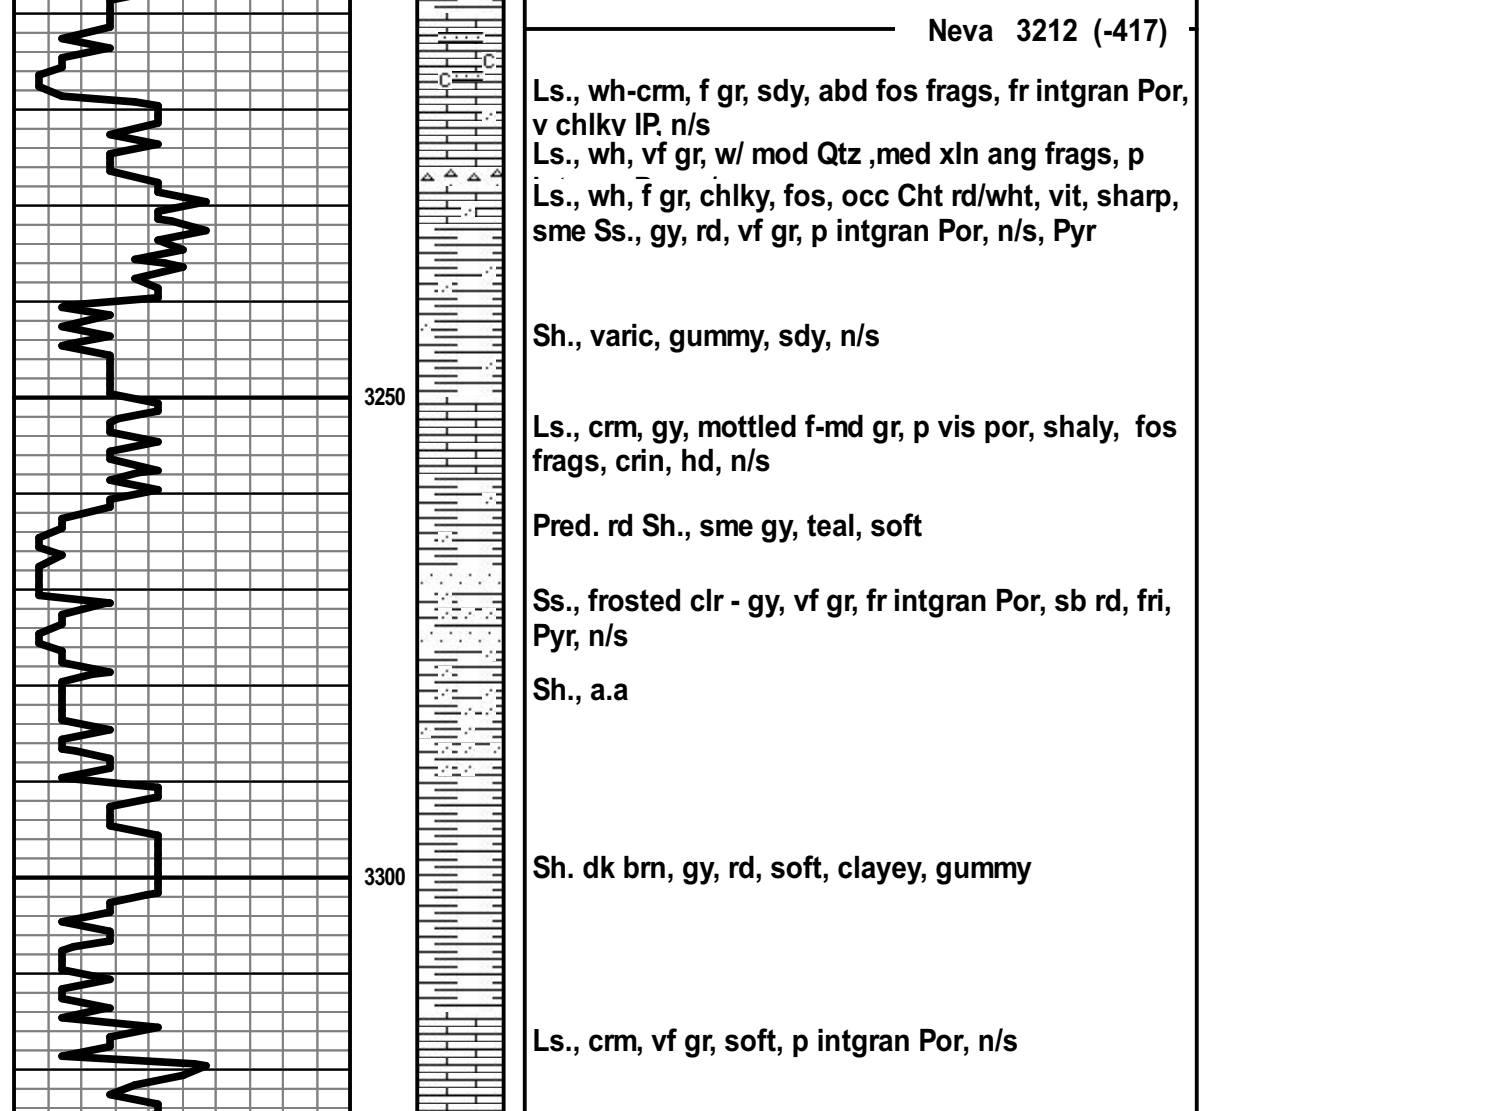 Neva 3212 (-417)
C
C
Ls., wh-crm, f gr, sdy, abd fos frags, fr intgran Por,
v chlky IP, n/s
Ls., wh, vf gr, w/ mod Qtz ,med xln ang frags, p
Ls., wh, f gr, chlky, fos, occ Cht rd/wht, vit, sharp,
sme Ss., gy, rd, vf gr, p intgran Por, n/s, Pyr
Sh., varic, gummy, sdy, n/s
3250
Ls., crm, gy, mottled f-md gr, p vis por, shaly, fos
frags, crin, hd, n/s
Pred. rd Sh., sme gy, teal, soft
Ss., frosted clr - gy, vf gr, fr intgran Por, sb rd, fri,
Pyr, n/s
Sh., a.a
3300
Sh. dk brn, gy, rd, soft, clayey, gummy
Ls., crm, vf gr, soft, p intgran Por, n/s